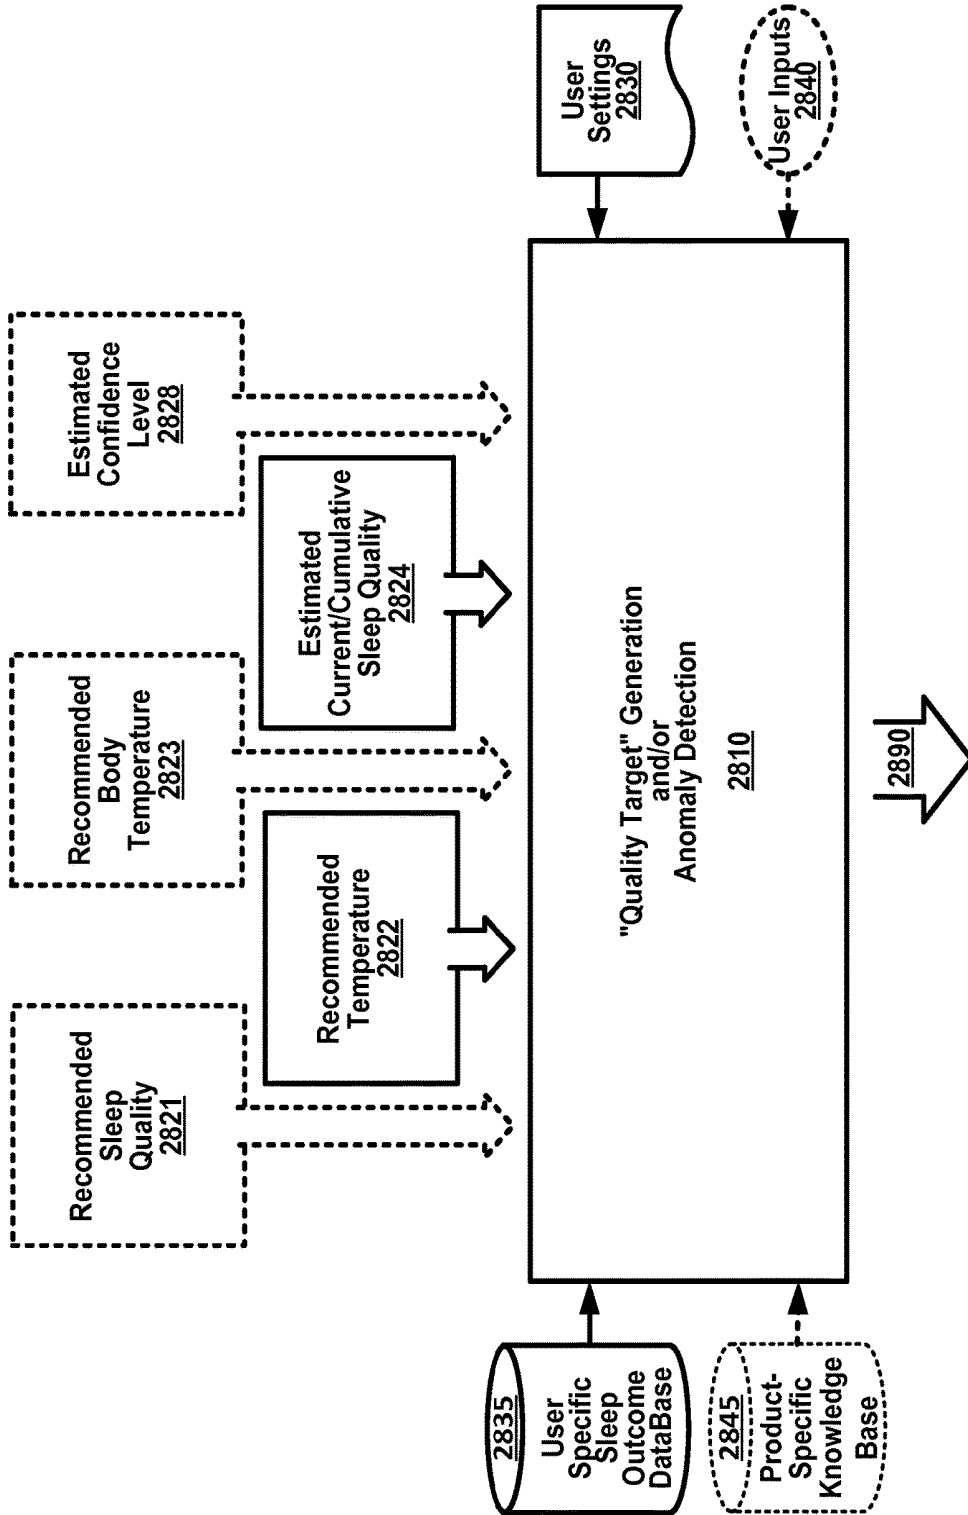 Recommended
Sleep
Quality
2821
Recommended
Temperature
2822
Recommended
Body
Temperature
2823
Estimated
Current/Cumulative
Sleep Quality
2824
Estimated
Confidence
Level
2828
2835
User
Specific
Sleep
Outcome
DataBase
2845
Product-
Specific
Knowledge
Base
"Quality Target" Generation
and/or
Anomaly Detection
2810
User
Settings
2830
User Inputs
2840
2890